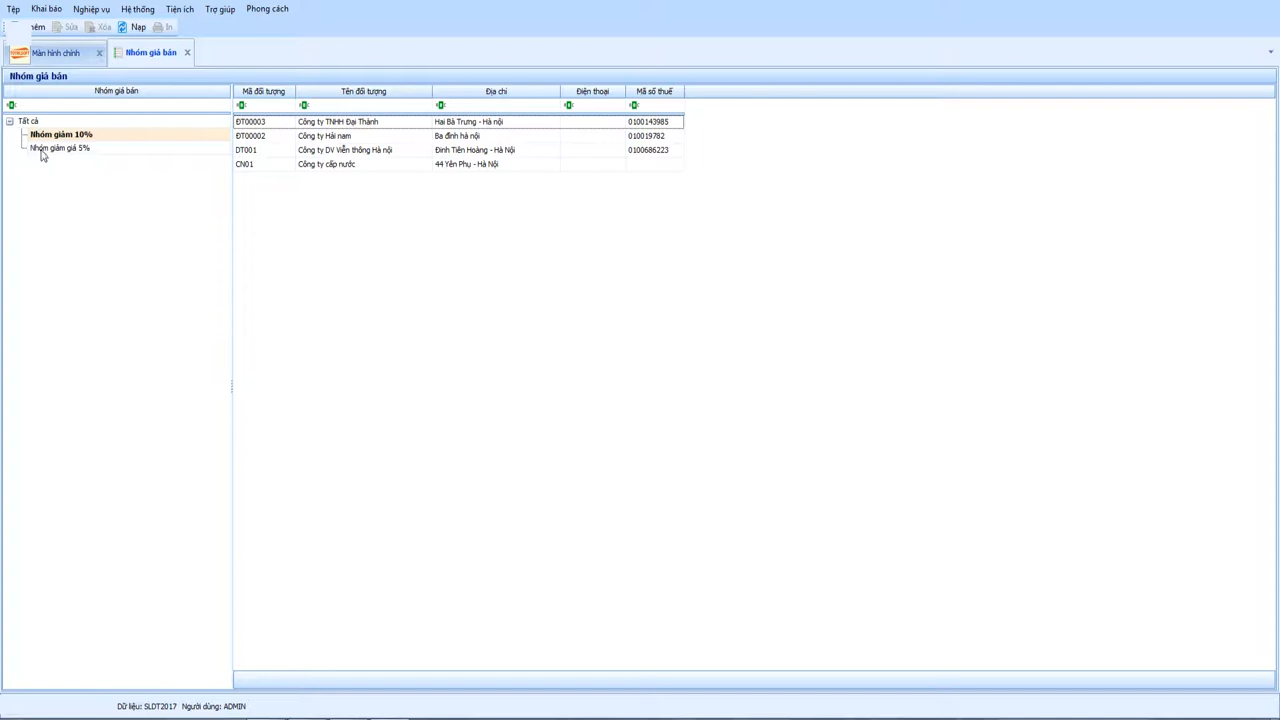 Tệp Khai báo Nghiệp vụ Hệ thống Tiện ích Trợ giúp Phong cách
Sửa Xóa Nạp In
Màn hình chính Nhóm giá bán
Nhóm giá bán
Nhóm giá bán Mã đối tượng Tên đối tượng Địa chỉ Điện thoại Mã số thuế
Tất cả ĐT00003 Công ty TNHH Đại Thành Hai Bà Trưng - Hà nội 0100143985
Nhóm giảm 10% ĐT00002 Công ty Hải nam Ba đình hà nội 010019782
Nhóm giảm giá 5% DT001 Công ty DV Viễn thông Hà nội Đinh Tiên Hoàng - Hà Nội 0100686223
CN01 Công ty cấp nước 44 Yên Phụ - Hà Nội
Dữ liệu: SLDT2017 Người dùng: ADMIN